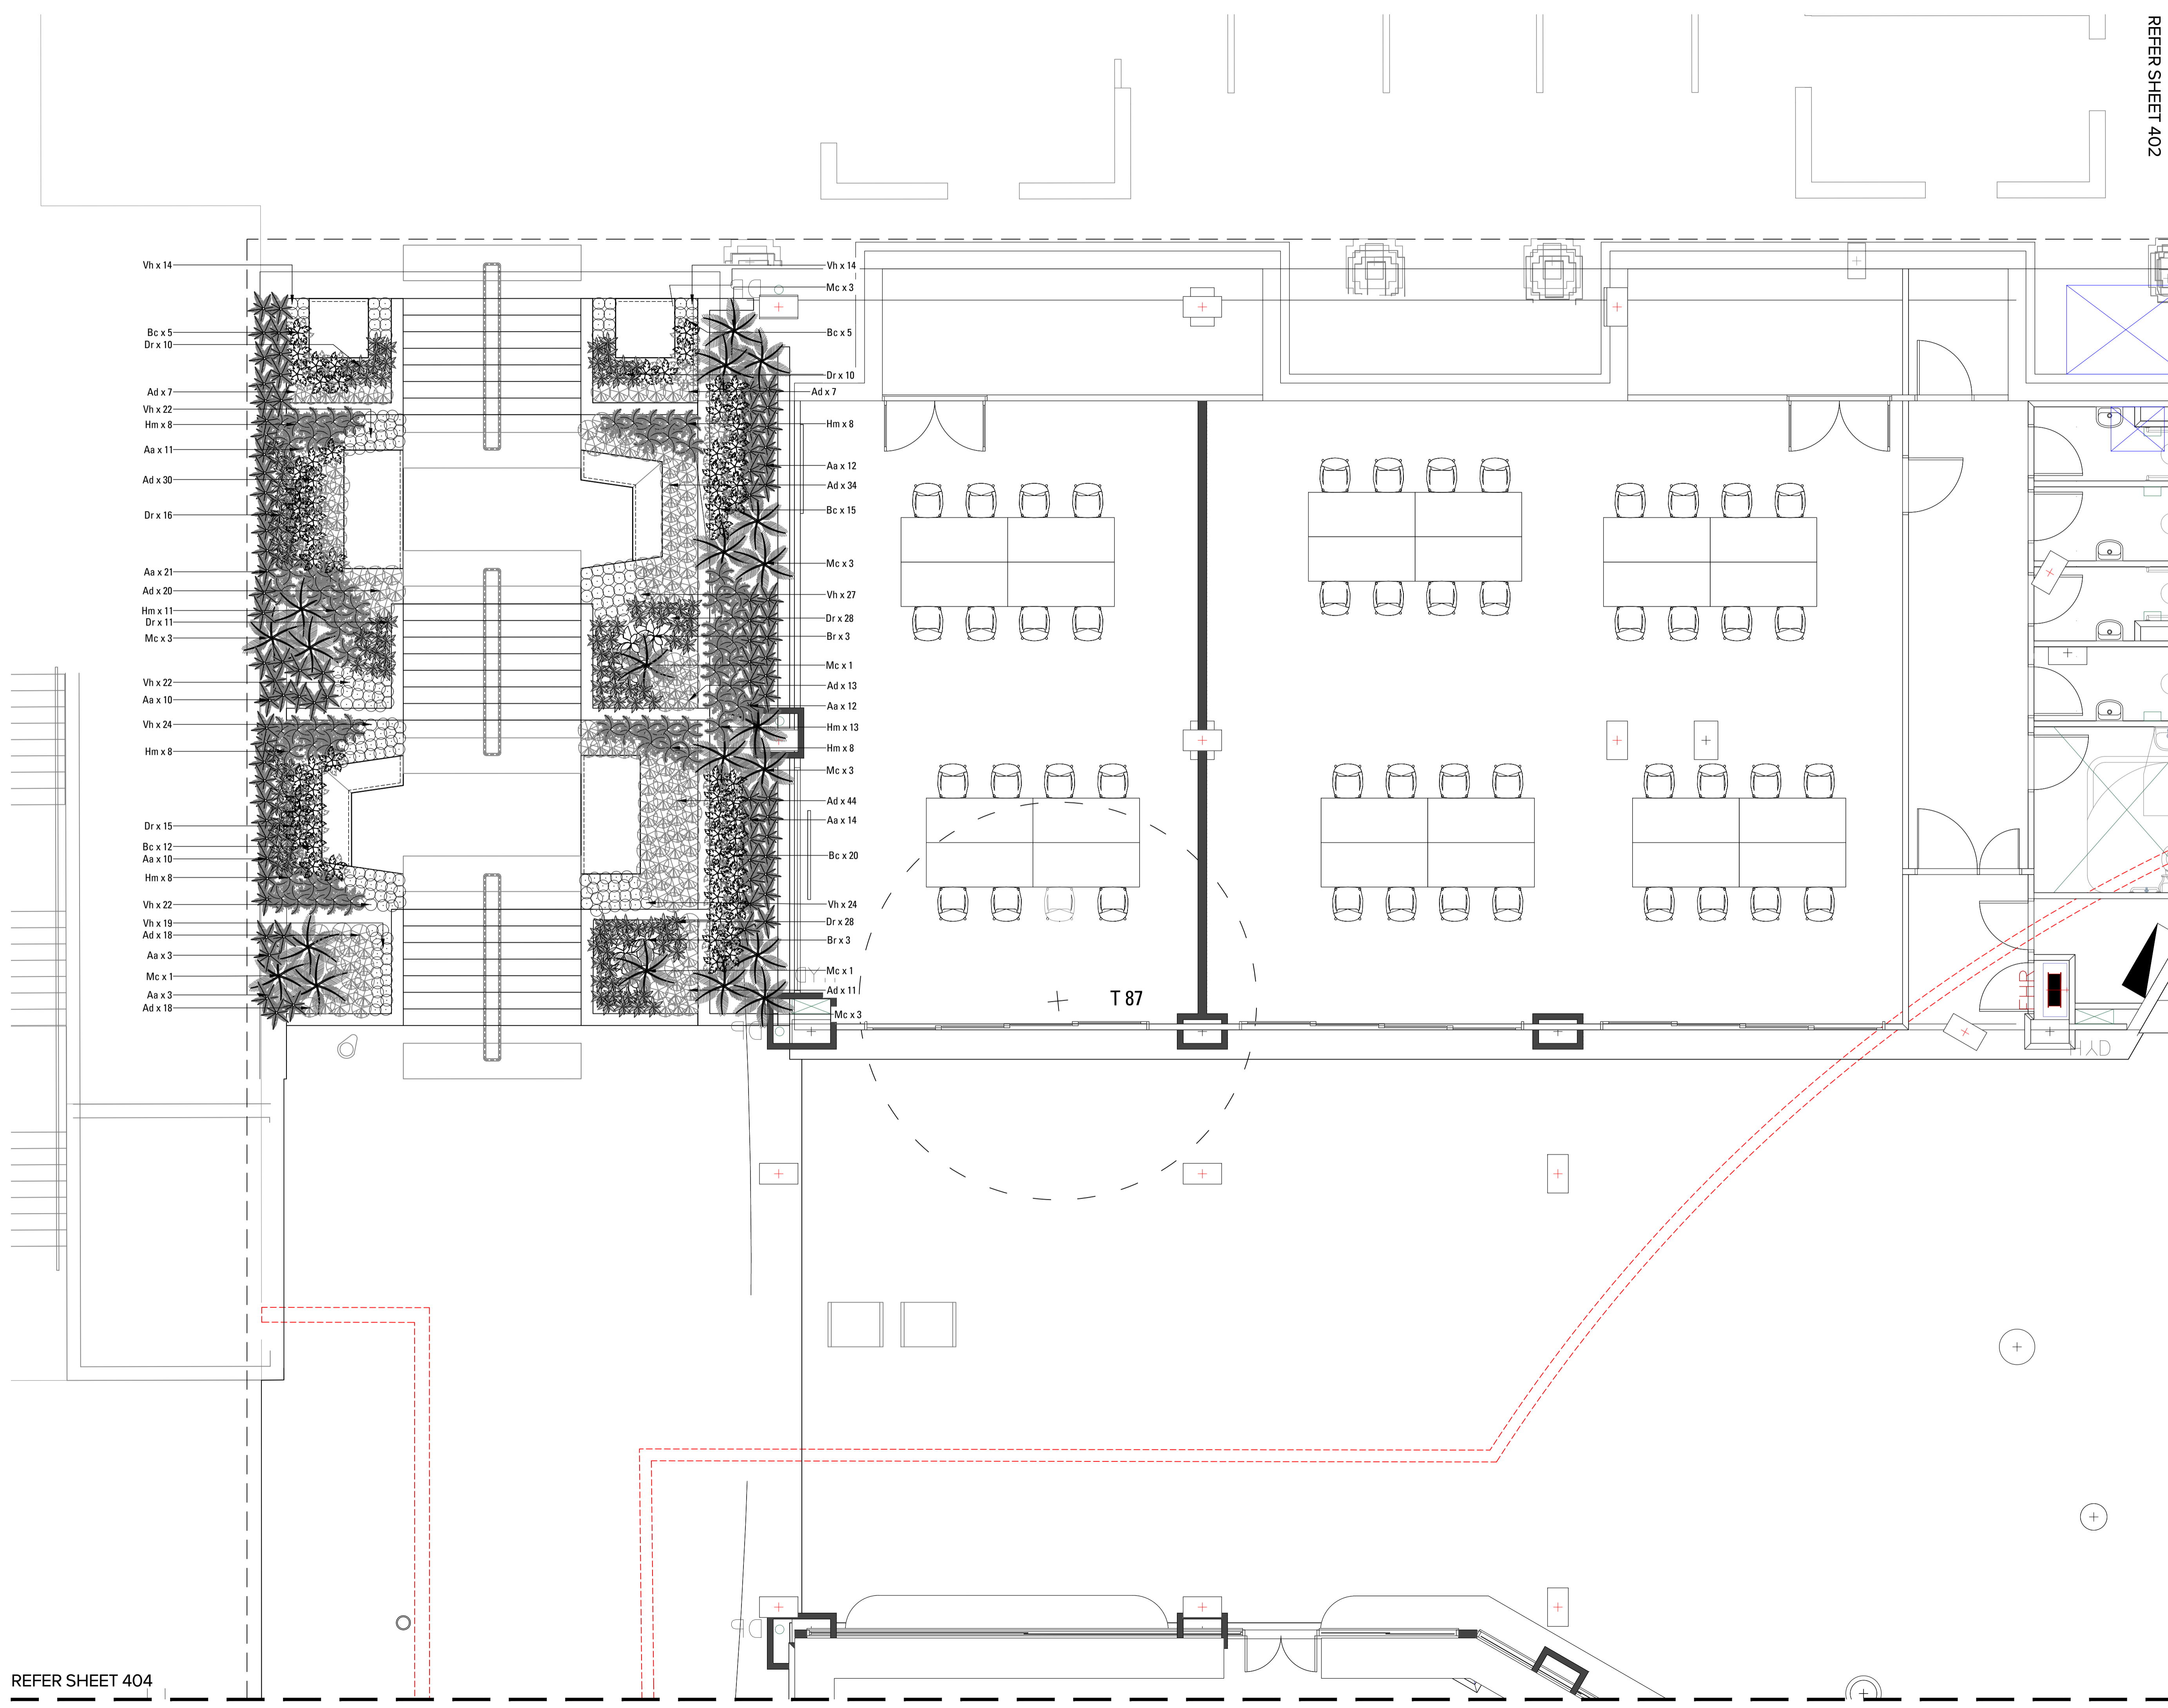 REFER SHEET 402
Vh x 14
Bc x 5
Dr x 10
Ad x 7
Vh x 22
Hm x 8
Aa x 11
Ad x 30
Dr x 16
Aa x 21
Ad x 20
Hm x 11
Dr x 11
Mc x 3
Vh x 22
Aa x 10
Vh x 24
Hm x 8
Dr x 15
Bc x 12
Aa x 10
Hm x 8
Vh x 22
Vh x 19
Ad x 18
Aa x 3
Mc x 1
Aa x 3
Ad x 18
Vh x 14
Mc x 3
Bc x 5
Dr x 10
Ad x 7
Hm x 8
Aa x 12
Ad x 34
Bc x 15
Mc x 3
Vh x 27
Dr x 28
Br x 3
Mc x 1
Ad x 13
Aa x 12
Hm x 13
Hm x 8
Mc x 3
Ad x 44
Aa x 14
Bc x 20
Vh x 24
Dr x 28
Br x 3
Mc x 1
Ad x 11
Mc x 3
T 87
FHR
HYD
DP
DP
DP
REFER SHEET 404